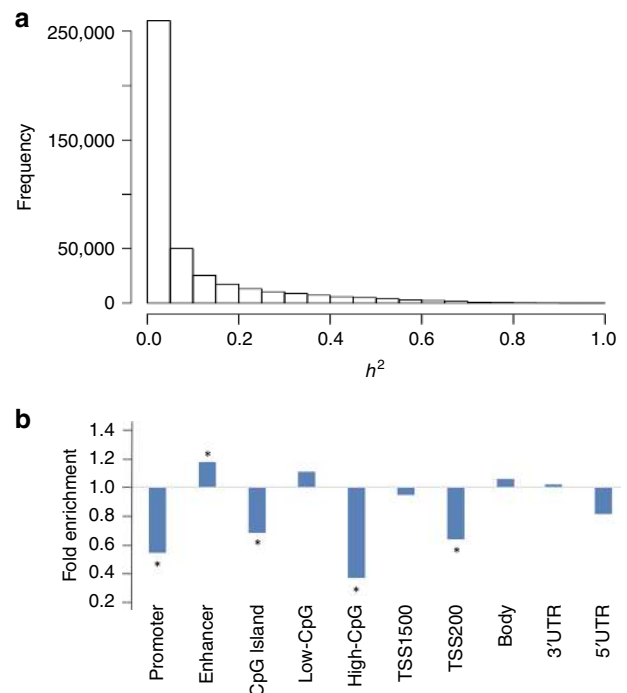 a
250,000
150,000
50,000
0
Frequency
0.0 0.2 0.4 0.6 0.8 1.0
h²
b
1.4
1.2
1.0
0.8
0.6
0.4
0.2
Fold enrichment
* * * * *
Promoter
Enhancer
CpG Island
Low-CpG
High-CpG
TSS1500
TSS200
Body
3′UTR
5′UTR